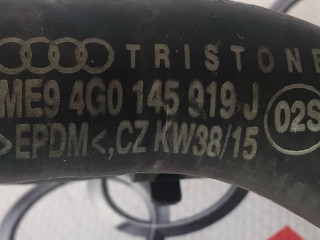 TRISTONE
ME9 4G0 145 919 J
02S
>EPDM<,CZ KW38/15